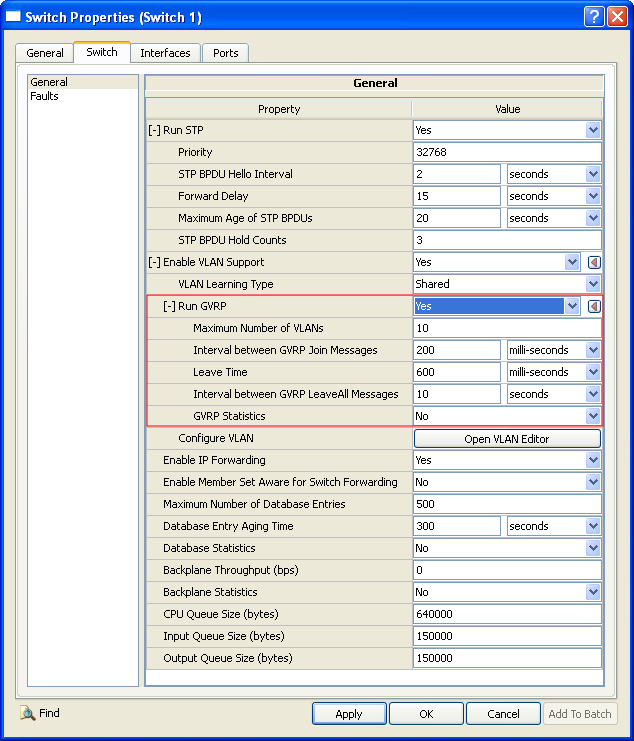 Switch Properties (Switch 1)
General Switch Interfaces Ports
General
Faults
General
Property Value
[-] Run STP Yes
Priority 32768
STP BPDU Hello Interval 2 seconds
Forward Delay 15 seconds
Maximum Age of STP BPDUs 20 seconds
STP BPDU Hold Counts 3
[-] Enable VLAN Support Yes
VLAN Learning Type Shared
[-] Run GVRP Yes
Maximum Number of VLANs 10
Interval between GVRP Join Messages 200 milli-seconds
Leave Time 600 milli-seconds
Interval between GVRP LeaveAll Messages 10 seconds
GVRP Statistics No
Configure VLAN Open VLAN Editor
Enable IP Forwarding Yes
Enable Member Set Aware for Switch Forwarding No
Maximum Number of Database Entries 500
Database Entry Aging Time 300 seconds
Database Statistics No
Backplane Throughput (bps) 0
Backplane Statistics No
CPU Queue Size (bytes) 640000
Input Queue Size (bytes) 150000
Output Queue Size (bytes) 150000
Find Apply OK Cancel Add To Batch